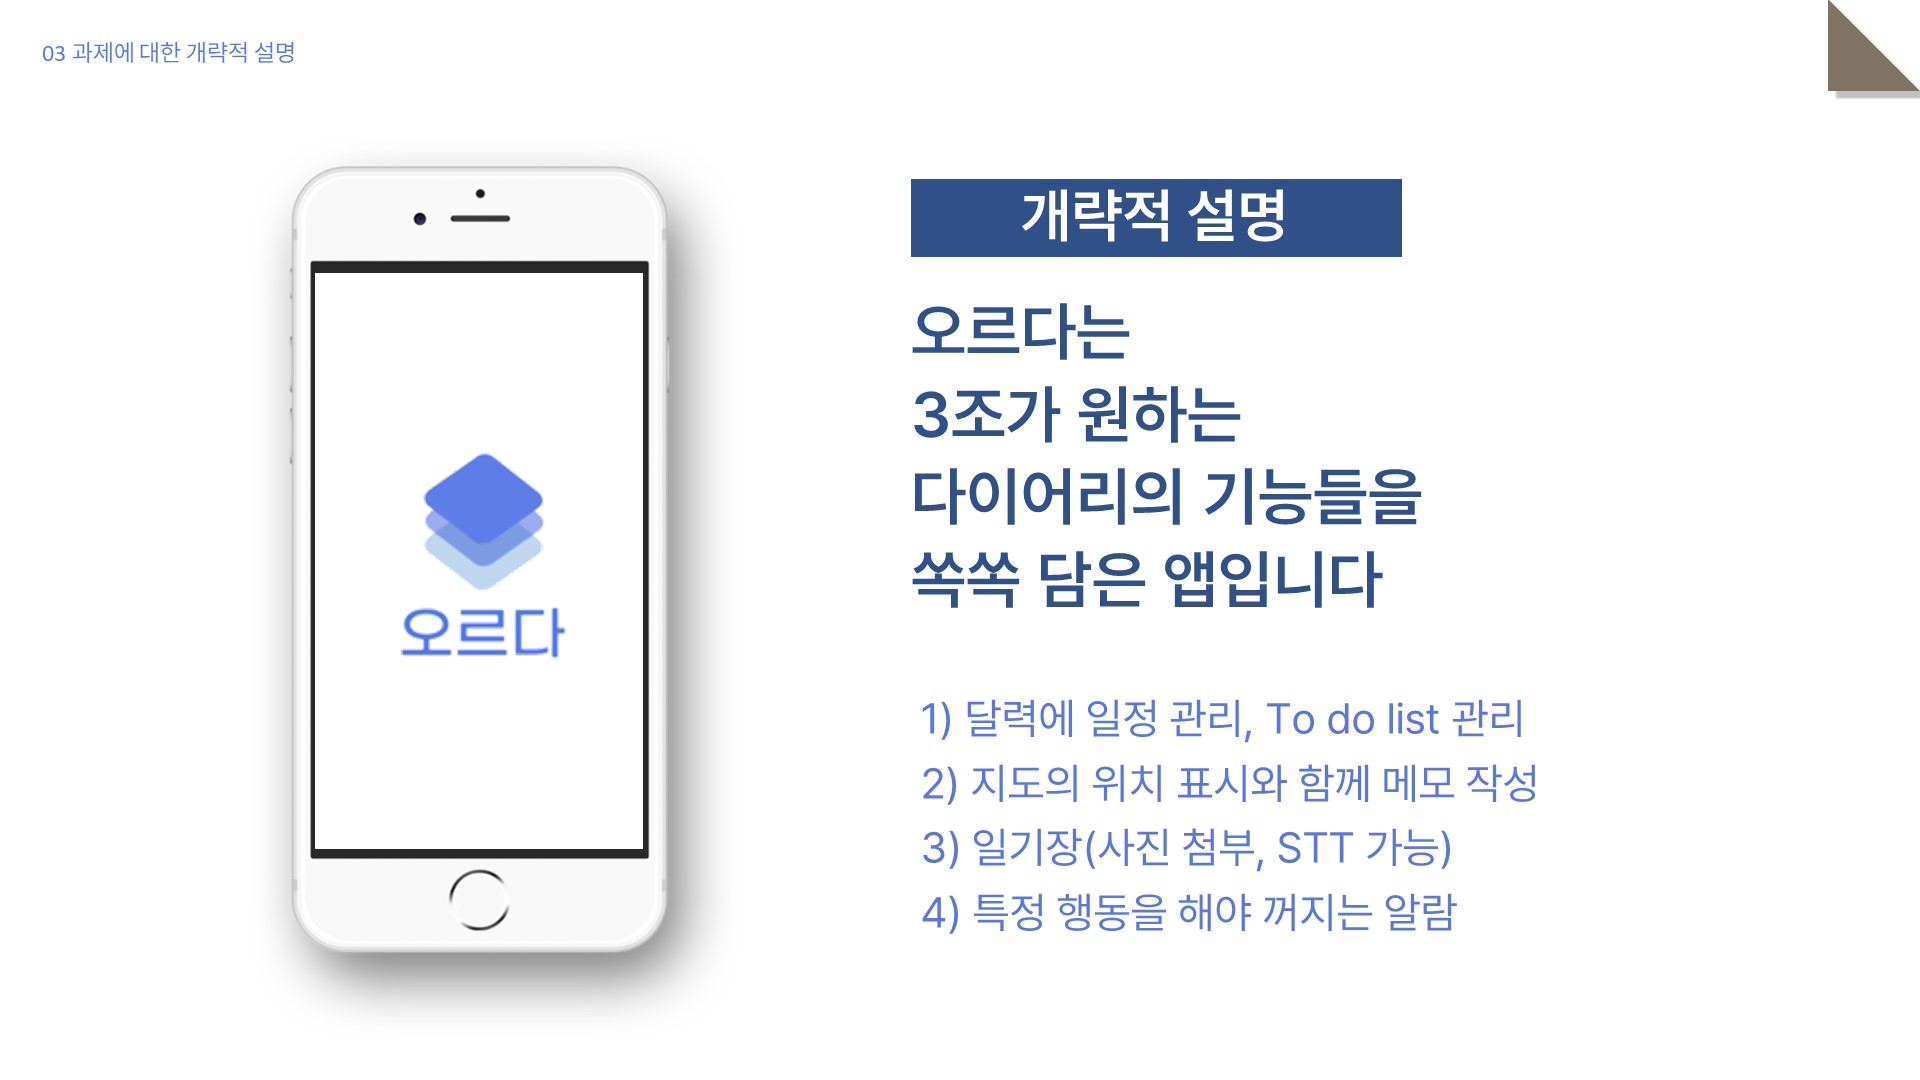 03 과제에 대한 개략적 설명
개략적 설명
오르다는
3조가 원하는
다이어리의 기능들을
쏙쏙 담은 앱입니다
오르다
1) 달력에 일정 관리, To do list 관리
2) 지도의 위치 표시와 함께 메모 작성
3) 일기장(사진 첨부, STT 가능)
4) 특정 행동을 해야 꺼지는 알람